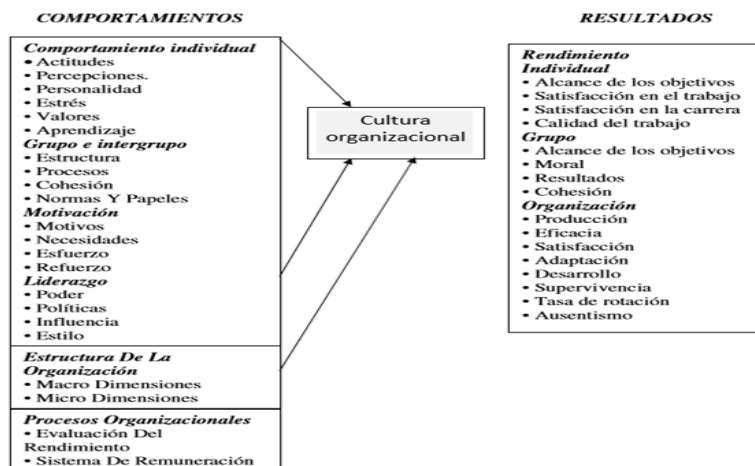 COMPORTAMIENTOS
Comportamiento individual
• Actitudes
• Percepciones.
• Personalidad
• Estrés
• Valores
• Aprendizaje
Grupo e intergrupo
• Estructura
• Procesos
• Cohesión
• Normas Y Papeles
Motivación
• Motivos
• Necesidades
• Esfuerzo
• Refuerzo
Liderazgo
• Poder
• Políticas
• Influencia
• Estilo
Estructura De La
Organización
• Macro Dimensiones
• Micro Dimensiones
Procesos Organizacionales
• Evaluación Del
Rendimiento
• Sistema De Remuneración
Cultura
organizacional
RESULTADOS
Rendimiento
Individual
• Alcance de los objetivos
• Satisfacción en el trabajo
• Satisfacción en la carrera
• Calidad del trabajo
Grupo
• Alcance de los objetivos
• Moral
• Resultados
• Cohesión
Organización
• Producción
• Eficacia
• Satisfacción
• Adaptación
• Desarrollo
• Supervivencia
• Tasa de rotación
• Ausentismo